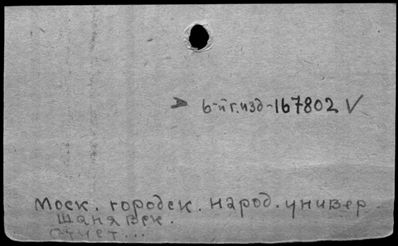 6-й г.изд-167802 V
Моск. городск. народ. универ.
Шанявск.
Отчет...